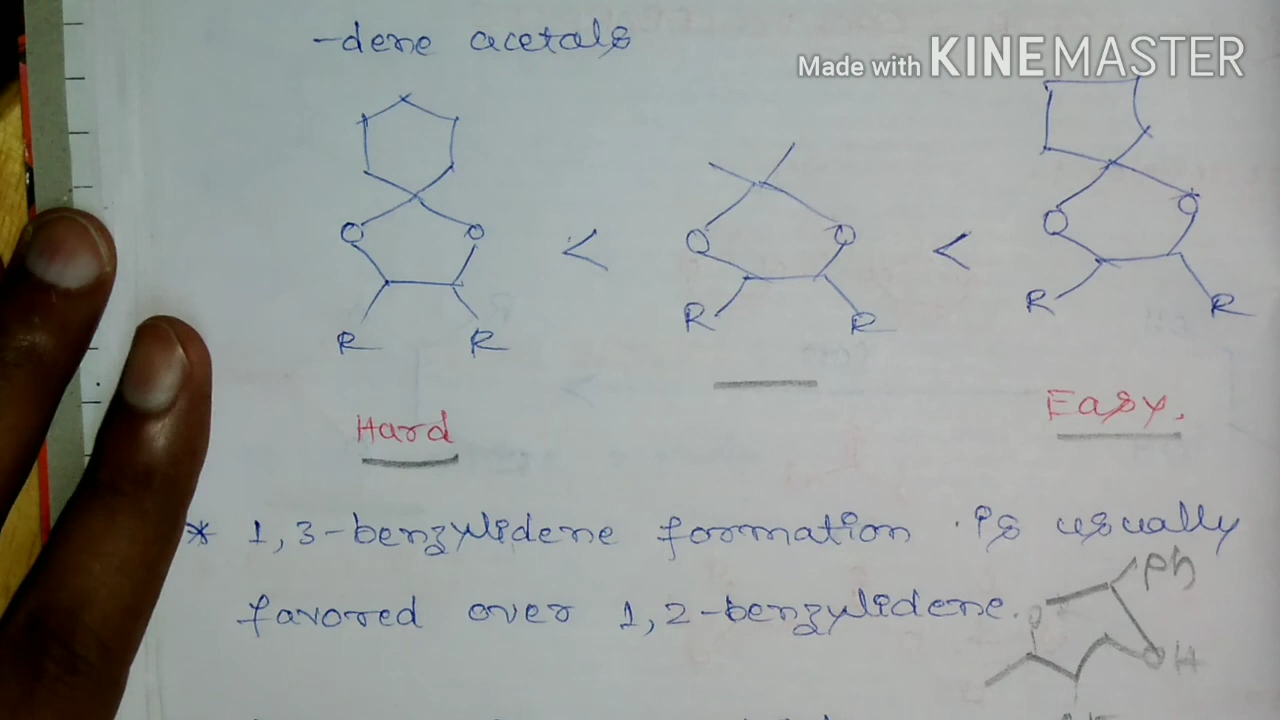 -dene acetals
Made with KINEMASTER
O O < O O < O O
R R R R R R
Hard
Easy.
* 1,3-benzylidene formation is usually
favored over 1,2-benzylidene.
Ph
O
OH